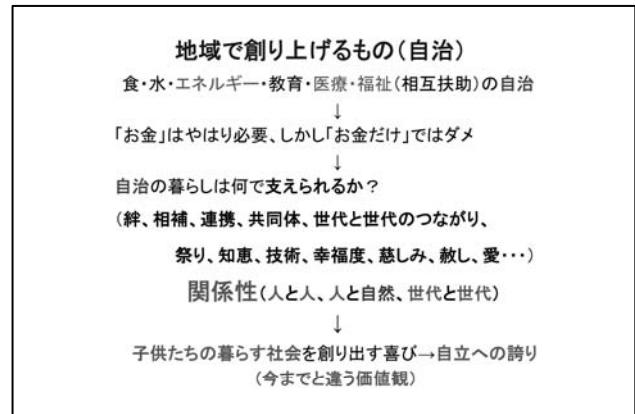 地域で創り上げるもの(自治)
食・水・エネルギー・教育・医療・福祉(相互扶助)の自治
↓
「お金」はやはり必要、しかし「お金だけ」ではダメ
↓
自治の暮らしは何で支えられるか?
(絆、相補、連携、共同体、世代と世代のつながり、
祭り、知恵、技術、幸福度、慈しみ、赦し、愛・・・)
関係性(人と人、人と自然、世代と世代)
↓
子供たちの暮らす社会を創り出す喜び→自立への誇り
(今までと違う価値観)